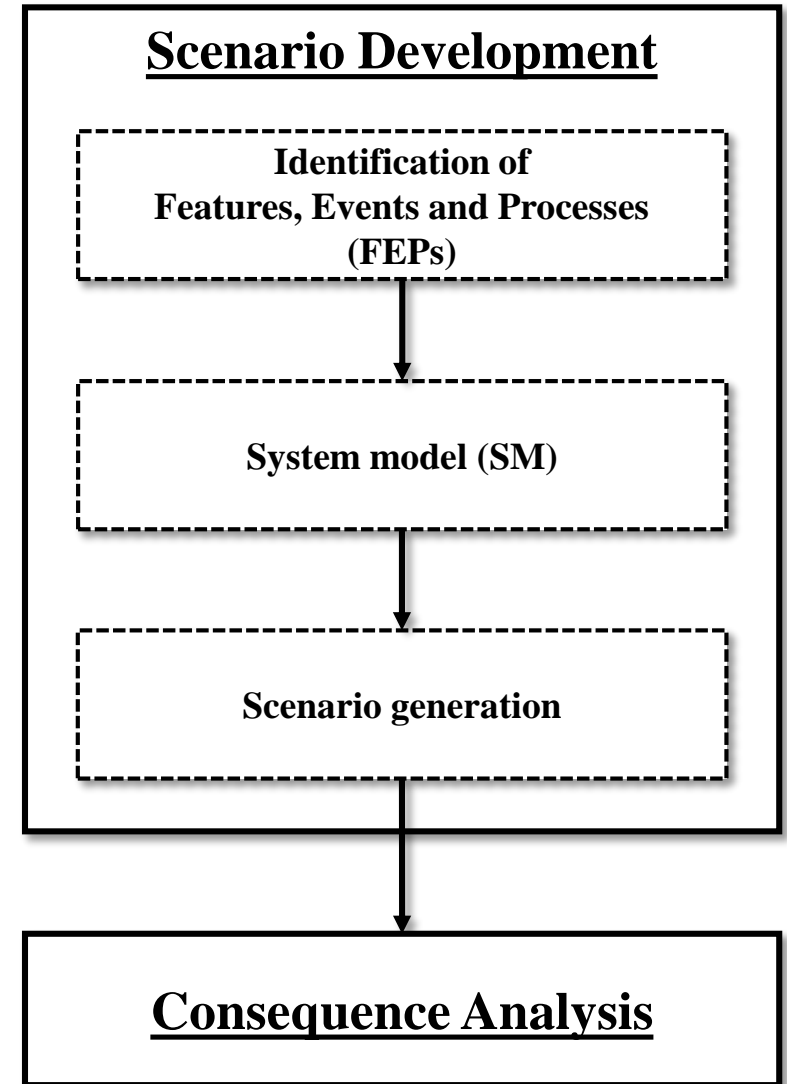 Scenario Development
Identification of
Features, Events and Processes
(FEPs)
System model (SM)
Scenario generation
Consequence Analysis